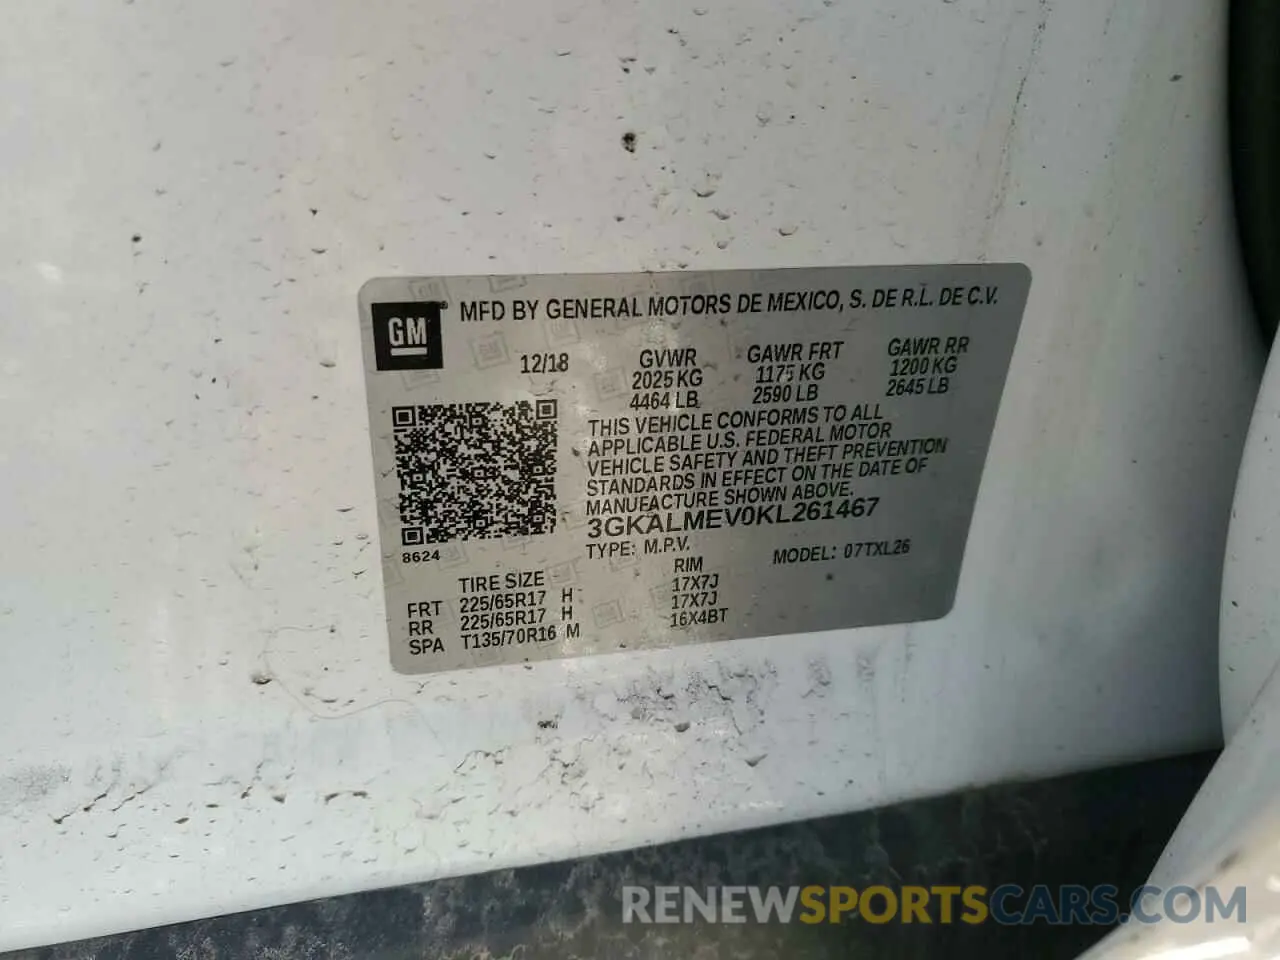 GM®
MFD BY GENERAL MOTORS DE MEXICO, S. DE R.L. DE C.V.
12/18
GVWR
2025 KG
4464 LB
GAWR FRT
1175 KG
2590 LB
GAWR RR
1200 KG
2645 LB
THIS VEHICLE CONFORMS TO ALL
APPLICABLE U.S. FEDERAL MOTOR
VEHICLE SAFETY AND THEFT PREVENTION
STANDARDS IN EFFECT ON THE DATE OF
MANUFACTURE SHOWN ABOVE.
3GKALMEV0KL261467
8624
TYPE: M.P.V.
MODEL: 07TXL26
TIRE SIZE
RIM
FRT 225/65R17 H 17X7J
RR 225/65R17 H 17X7J
SPA T135/70R16 M 16X4BT
RENEWSPORTSCARS.COM